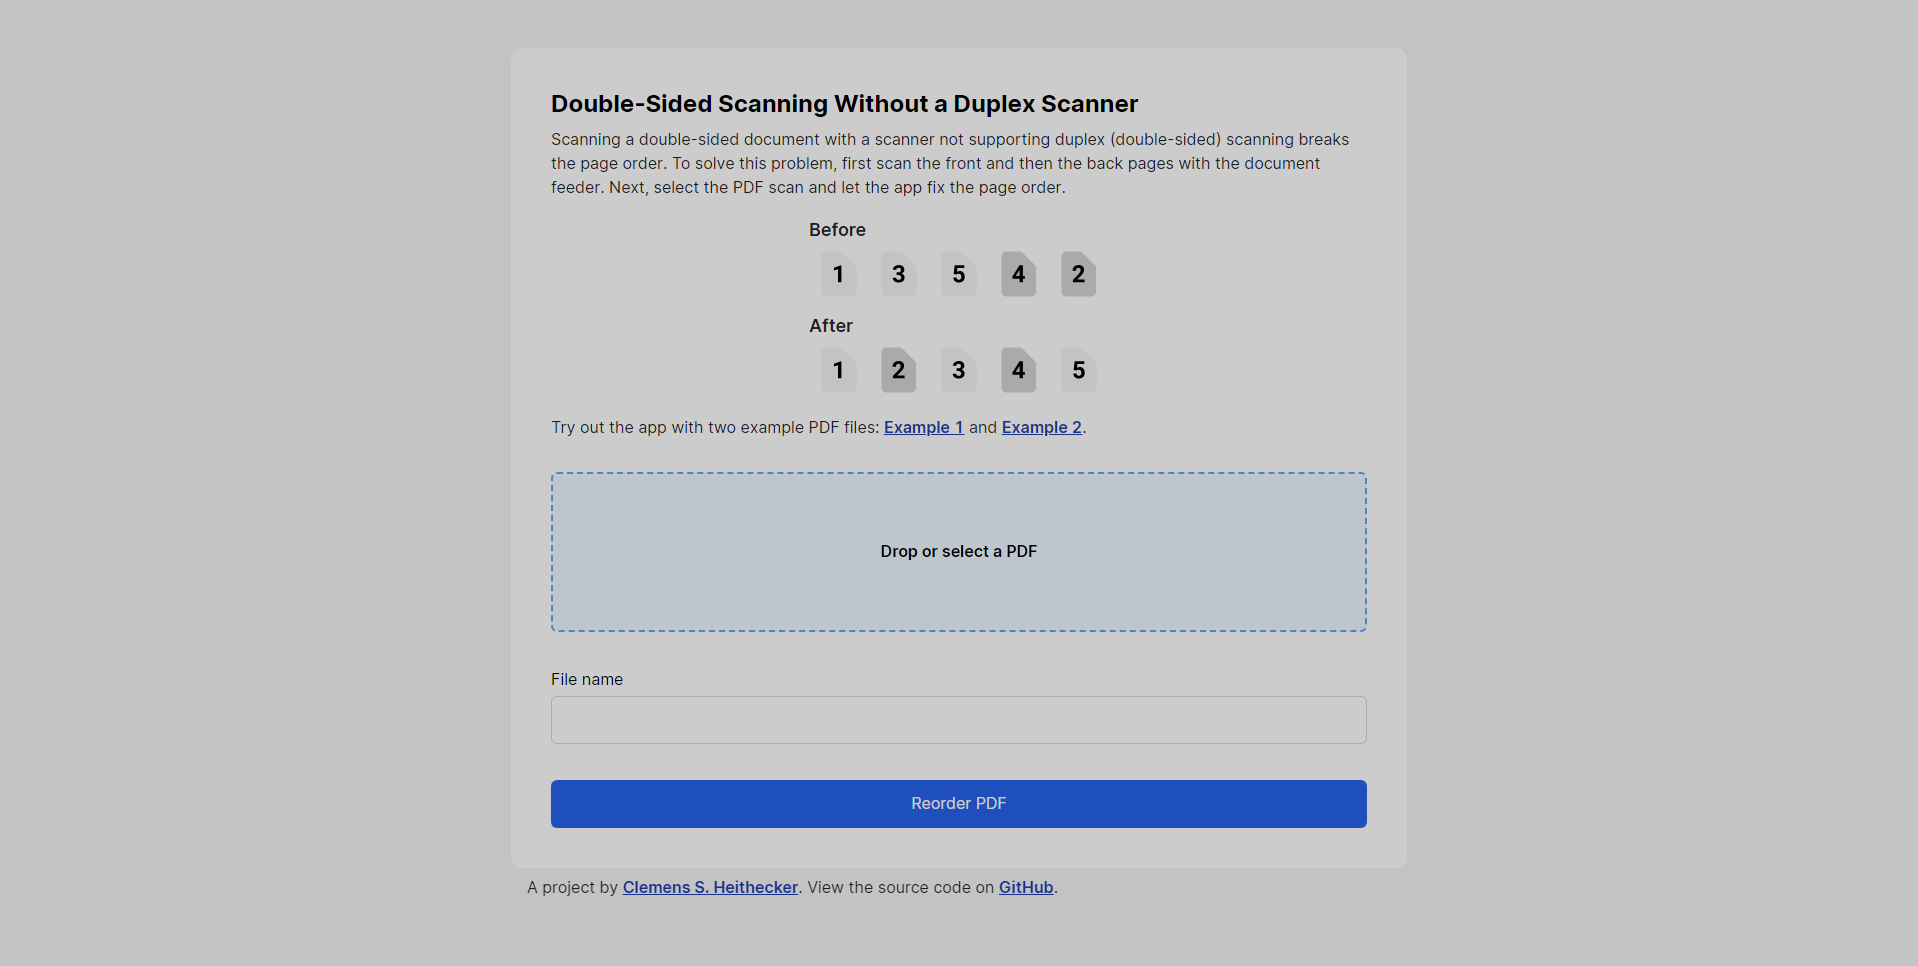 Double-Sided Scanning Without a Duplex Scanner
Scanning a double-sided document with a scanner not supporting duplex (double-sided) scanning breaks
the page order. To solve this problem, first scan the front and then the back pages with the document
feeder. Next, select the PDF scan and let the app fix the page order.
Before
1 3 5 4 2
After
1 2 3 4 5
Try out the app with two example PDF files: Example 1 and Example 2.
Drop or select a PDF
File name
Reorder PDF
A project by Clemens S. Heithecker. View the source code on GitHub.